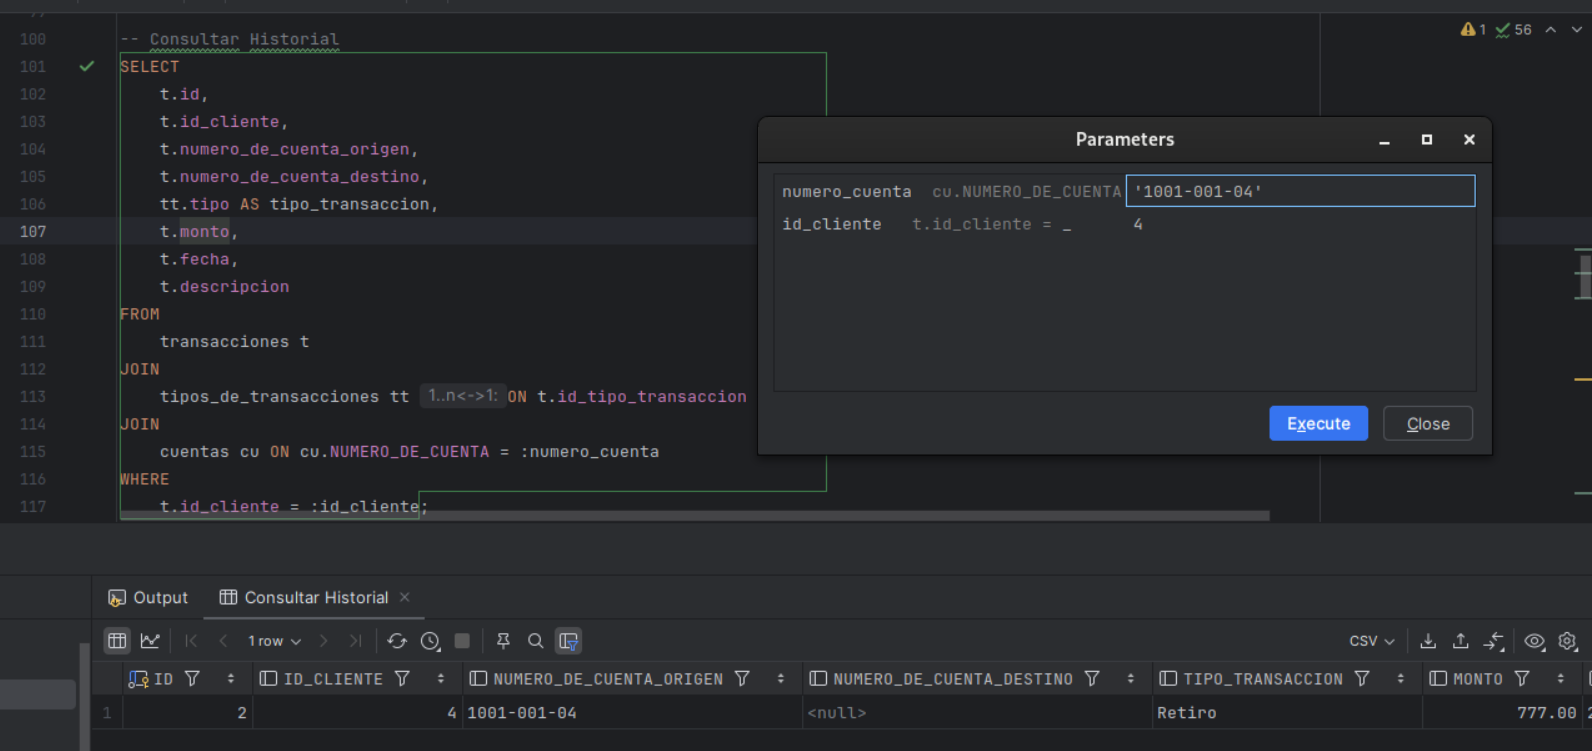 1 56
100 -- Consultar Historial
101 SELECT
102 t.id,
103 t.id_cliente,
104 t.numero_de_cuenta_origen,
105 t.numero_de_cuenta_destino,
106 tt.tipo AS tipo_transaccion,
107 t.monto,
108 t.fecha,
109 t.descripcion
110 FROM
111 transacciones t
112 JOIN
113 tipos_de_transacciones tt 1..n<->1: ON t.id_tipo_transaccion
114 JOIN
115 cuentas cu ON cu.NUMERO_DE_CUENTA = :numero_cuenta
116 WHERE
117 t.id_cliente = :id_cliente;
Parameters
numero_cuenta cu.NUMERO_DE_CUENTA '1001-001-04'
id_cliente t.id_cliente = _ 4
Execute Close
Output Consultar Historial
1 row CSV
ID ID_CLIENTE NUMERO_DE_CUENTA_ORIGEN NUMERO_DE_CUENTA_DESTINO TIPO_TRANSACCION MONTO
1 2 4 1001-001-04 <null> Retiro 777.00